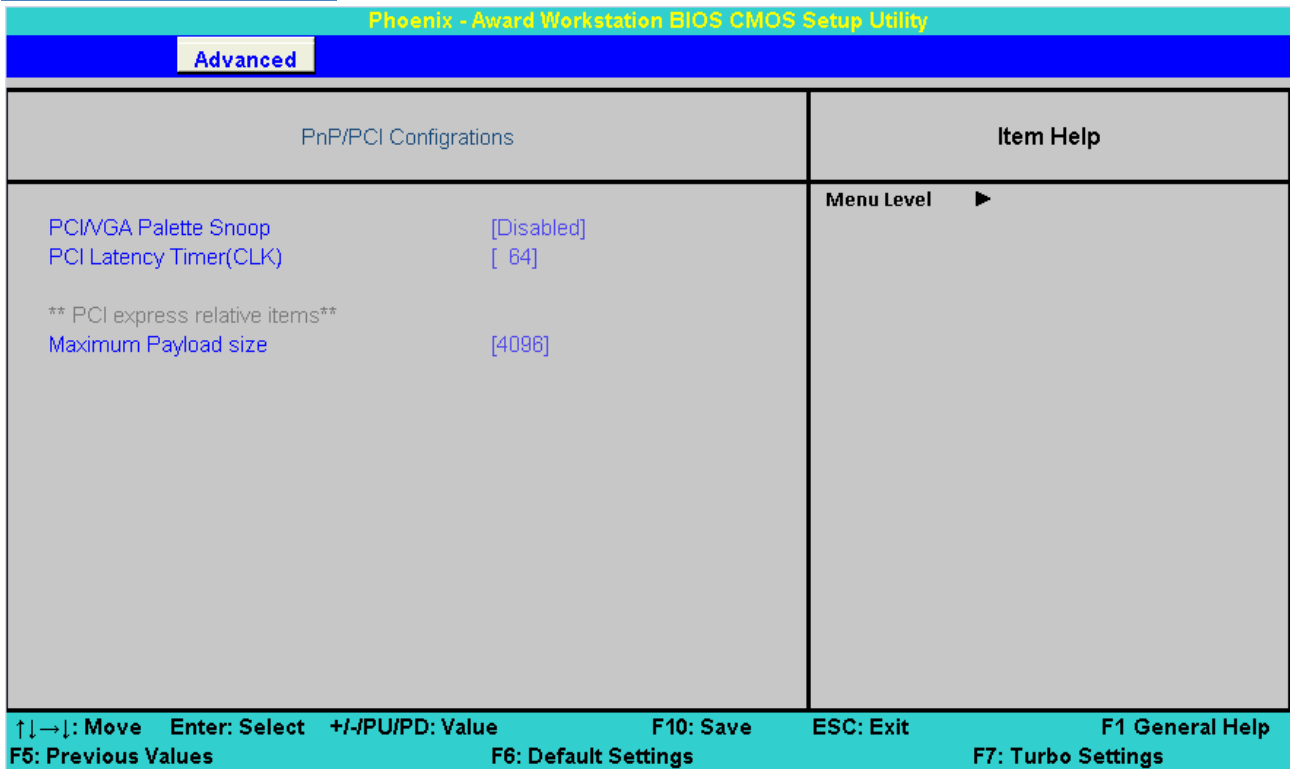 Phoenix - Award Workstation BIOS CMOS Setup Utility
Advanced
PnP/PCI Configrations
Item Help
PCI/VGA Palette Snoop [Disabled]
PCI Latency Timer(CLK) [ 64]
** PCI express relative items**
Maximum Payload size [4096]
Menu Level ►
↑↓→↓: Move Enter: Select +/-/PU/PD: Value F10: Save ESC: Exit F1 General Help
F5: Previous Values F6: Default Settings F7: Turbo Settings